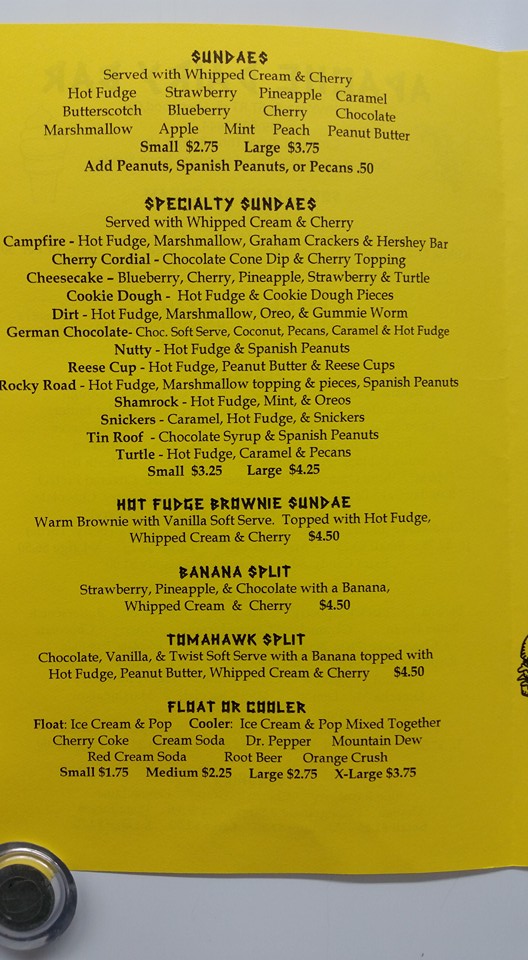 SUNDAES
Served with Whipped Cream & Cherry
Hot Fudge Strawberry Pineapple Caramel
Butterscotch Blueberry Cherry Chocolate
Marshmallow Apple Mint Peach Peanut Butter
Small $2.75 Large $3.75
Add Peanuts, Spanish Peanuts, or Pecans .50
SPECIALTY SUNDAES
Served with Whipped Cream & Cherry
Campfire - Hot Fudge, Marshmallow, Graham Crackers & Hershey Bar
Cherry Cordial - Chocolate Cone Dip & Cherry Topping
Cheesecake – Blueberry, Cherry, Pineapple, Strawberry & Turtle
Cookie Dough - Hot Fudge & Cookie Dough Pieces
Dirt - Hot Fudge, Marshmallow, Oreo, & Gummie Worm
German Chocolate- Choc. Soft Serve, Coconut, Pecans, Caramel & Hot Fudge
Nutty - Hot Fudge & Spanish Peanuts
Reese Cup - Hot Fudge, Peanut Butter & Reese Cups
Rocky Road - Hot Fudge, Marshmallow topping & pieces, Spanish Peanuts
Shamrock - Hot Fudge, Mint, & Oreos
Snickers - Caramel, Hot Fudge, & Snickers
Tin Roof - Chocolate Syrup & Spanish Peanuts
Turtle - Hot Fudge, Caramel & Pecans
Small $3.25 Large $4.25
HOT FUDGE BROWNIE SUNDAE
Warm Brownie with Vanilla Soft Serve. Topped with Hot Fudge,
Whipped Cream & Cherry $4.50
BANANA SPLIT
Strawberry, Pineapple, & Chocolate with a Banana,
Whipped Cream & Cherry $4.50
TOMAHAWK SPLIT
Chocolate, Vanilla, & Twist Soft Serve with a Banana topped with
Hot Fudge, Peanut Butter, Whipped Cream & Cherry $4.50
FLOAT OR COOLER
Float: Ice Cream & Pop Cooler: Ice Cream & Pop Mixed Together
Cherry Coke Cream Soda Dr. Pepper Mountain Dew
Red Cream Soda Root Beer Orange Crush
Small $1.75 Medium $2.25 Large $2.75 X-Large $3.75